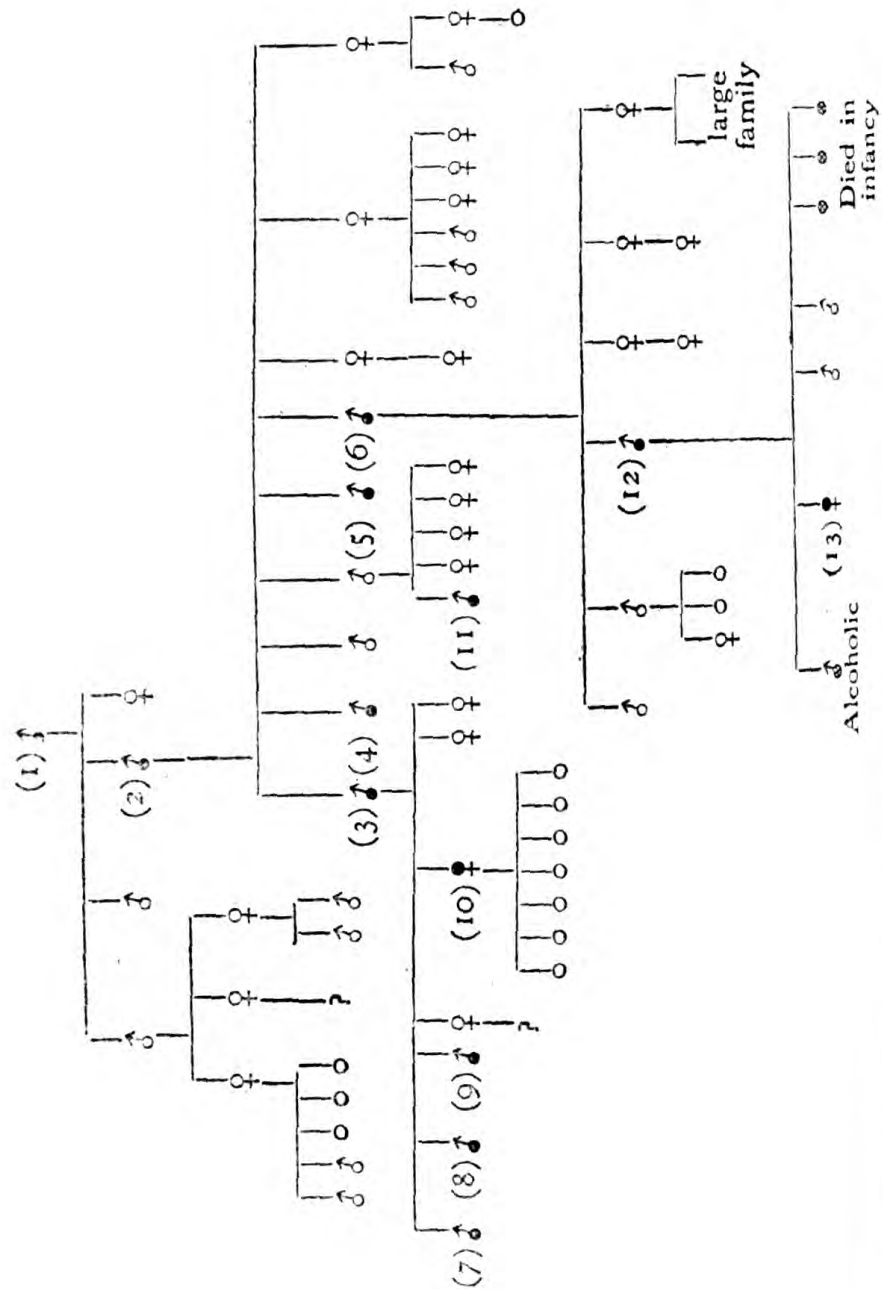 (1)
(2)
(3)
(4)
(5)
(6)
(7)
(8)
(9)
(10)
(11)
(12)
large
family
(13)
Alcoholic
Died in
infancy